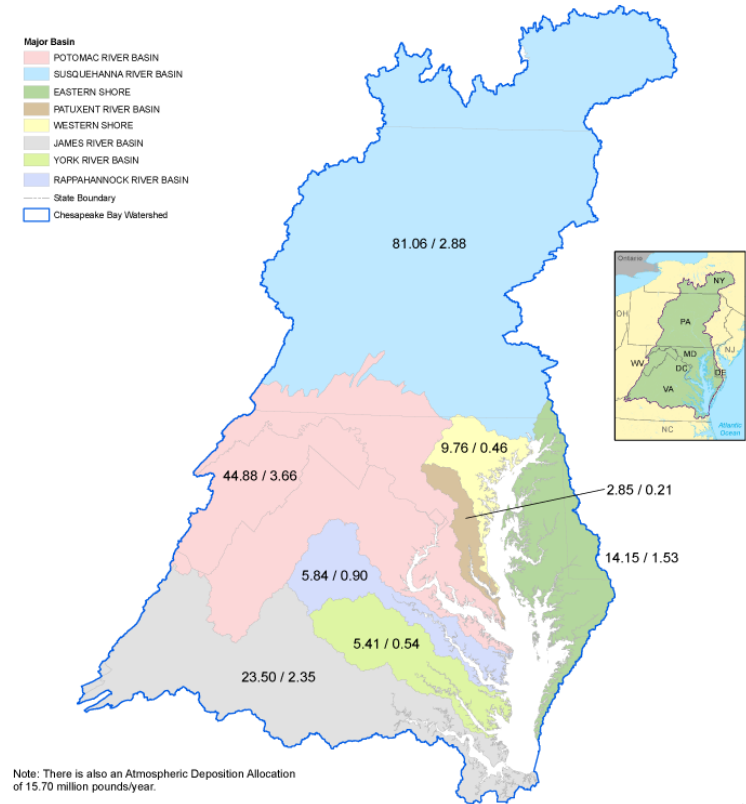 Major Basin
POTOMAC RIVER BASIN
SUSQUEHANNA RIVER BASIN
EASTERN SHORE
PATUXENT RIVER BASIN
WESTERN SHORE
JAMES RIVER BASIN
YORK RIVER BASIN
RAPPAHANNOCK RIVER BASIN
State Boundary
Chesapeake Bay Watershed
81.06 / 2.88
Ontario
NY
OH
PA
NJ
MD
WV
DC
DE
VA
NC
Atlantic
Ocean
9.76 / 0.46
44.88 / 3.66
2.85 / 0.21
14.15 / 1.53
5.84 / 0.90
5.41 / 0.54
23.50 / 2.35
Note: There is also an Atmospheric Deposition Allocation
of 15.70 million pounds/year.